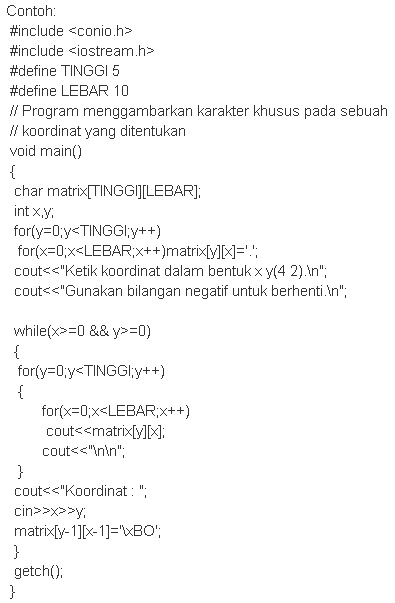 Contoh:
#include <conio.h>
#include <iostream.h>
#define TINGGI 5
#define LEBAR 10
// Program menggambarkan karakter khusus pada sebuah
// koordinat yang ditentukan
void main()
{
char matrix[TINGGI][LEBAR];
int x,y;
for(y=0;y<TINGGI;y++)
for(x=0;x<LEBAR;x++)matrix[y][x]='.';
cout<<"Ketik koordinat dalam bentuk x y(4 2).\n";
cout<<"Gunakan bilangan negatif untuk berhenti.\n";
while(x>=0 && y>=0)
{
for(y=0;y<TINGGI;y++)
{
for(x=0;x<LEBAR;x++)
cout<<matrix[y][x];
cout<<"\n\n";
}
cout<<"Koordinat : ";
cin>>x>>y;
matrix[y-1][x-1]='\xBO';
}
getch();
}